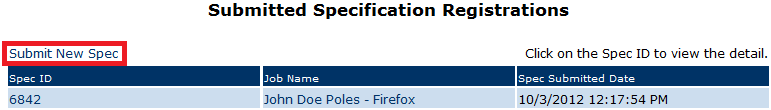 Submitted Specification Registrations
Submit New Spec Click on the Spec ID to view the detail.
Spec ID Job Name Spec Submitted Date
6842 John Doe Poles - Firefox 10/3/2012 12:17:54 PM